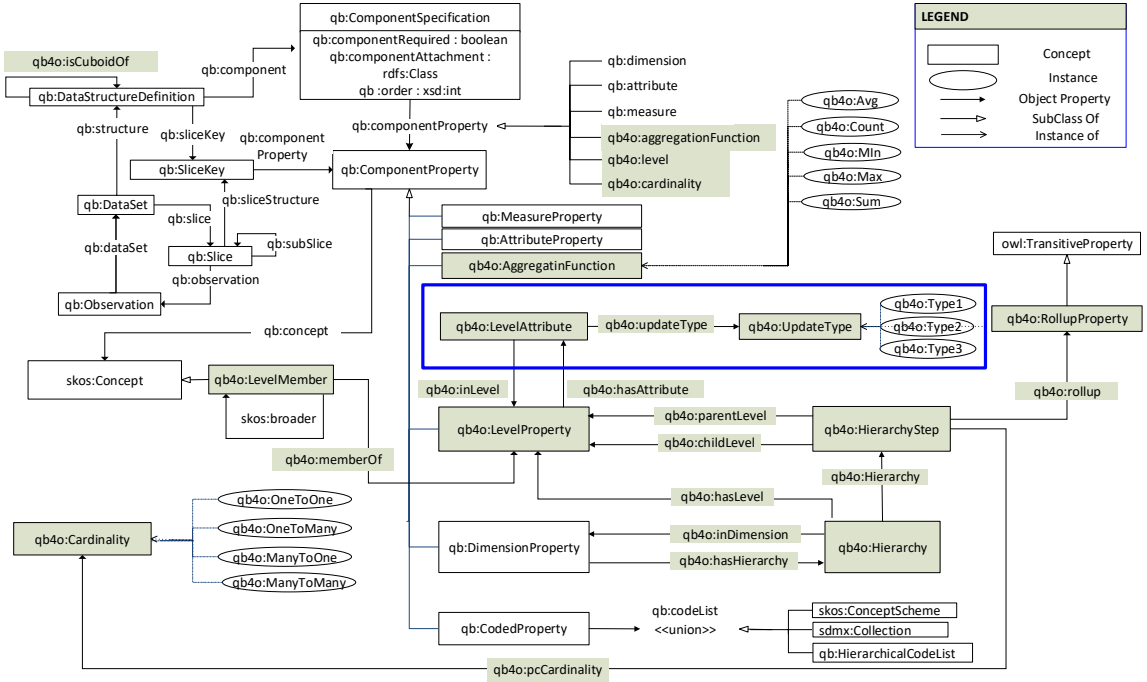 qb:ComponentSpecification
qb:componentRequired : boolean
qb:componentAttachment :
rdfs:Class
qb :order : xsd:int
LEGEND
Concept
Instance
Object Property
SubClass Of
Instance of
qb4o:isCuboidOf
qb:component
qb:DataStructureDefinition
qb:structure
qb:sliceKey
qb:component
Property
qb:componentProperty
qb:dimension
qb:attribute
qb:measure
qb4o:aggregationFunction
qb4o:level
qb4o:cardinality
qb4o:Avg
qb4o:Count
qb4o:MIn
qb4o:Max
qb4o:Sum
qb:SliceKey
qb:ComponentProperty
qb:DataSet
qb:sliceStructure
qb:slice
qb:subSlice
qb:dataSet
qb:Slice
qb:observation
qb:Observation
qb:MeasureProperty
qb:AttributeProperty
qb4o:AggregatinFunction
owl:TransitiveProperty
qb4o:RollupProperty
qb4o:rollup
qb4o:LevelAttribute
qb4o:updateType
qb4o:UpdateType
qb4o:Type1
qb4o:Type2
qb4o:Type3
qb:concept
skos:Concept
qb4o:LevelMember
skos:broader
qb4o:memberOf
qb4o:inLevel
qb4o:hasAttribute
qb4o:LevelProperty
qb4o:parentLevel
qb4o:childLevel
qb4o:HierarchyStep
qb4o:Hierarchy
qb4o:hasLevel
qb4o:Cardinality
qb4o:OneToOne
qb4o:OneToMany
qb4o:ManyToOne
qb4o:ManyToMany
qb:DimensionProperty
qb4o:inDimension
qb4o:hasHierarchy
qb4o:Hierarchy
qb:CodedProperty
qb:codeList
<<union>>
skos:ConceptScheme
sdmx:Collection
qb:HierarchicalCodeList
qb4o:pcCardinality